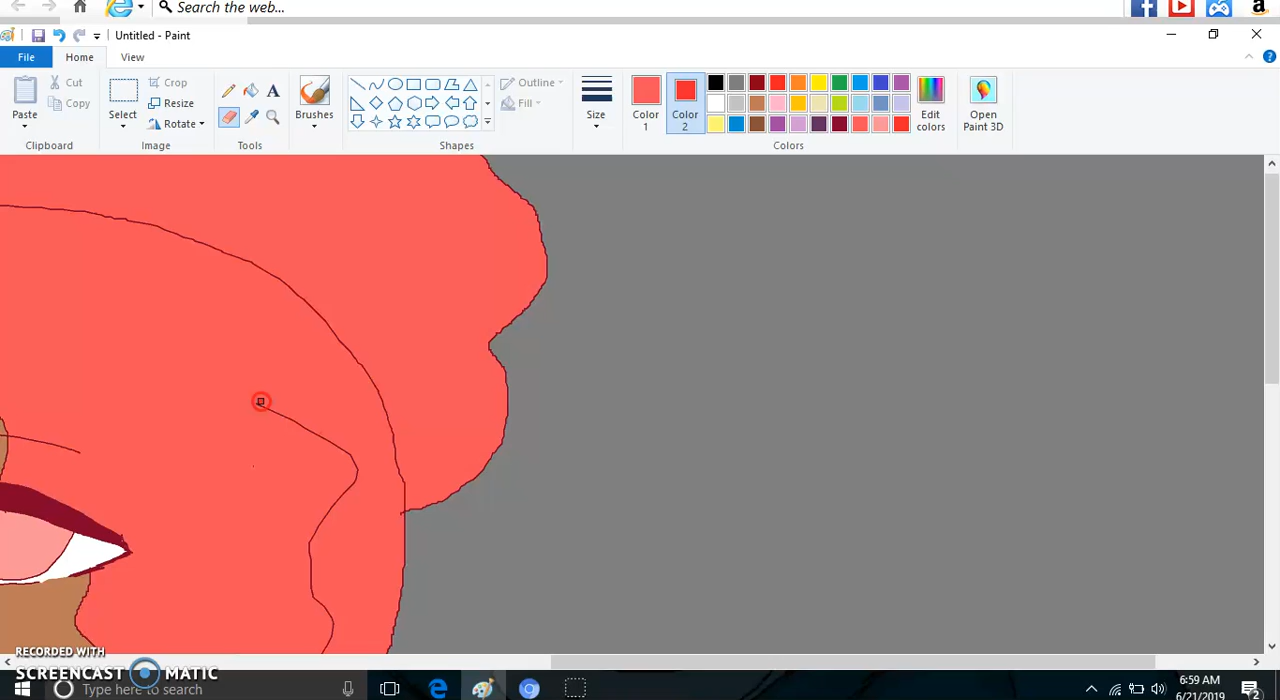 Search the web...
Untitled - Paint
File Home View
Cut
Copy
Paste
Clipboard
Crop
Resize
Rotate
Select
Image
Tools
Brushes
Outline
Fill
Shapes
Size
Color 1
Color 2
Colors
Edit colors
Open Paint 3D
RECORDED WITH
SCREENCAST MATIC
Type here to search
6:59 AM
6/21/2019
2